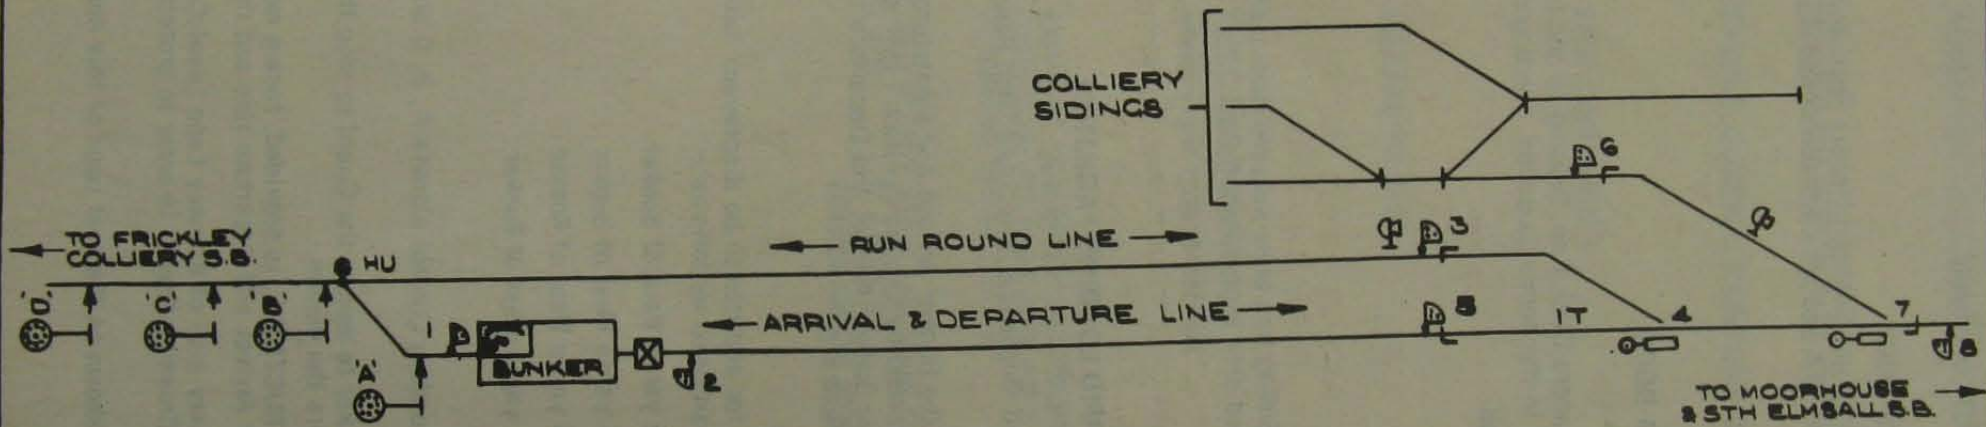 COLLIERY
SIDINGS
6
TO FRICKLEY
COLLIERY S.B.
HU
RUN ROUND LINE
3
'D'
'C'
'B'
1
BUNKER
ARRIVAL & DEPARTURE LINE
5
1T
4
7
8
2
'A'
TO MOORHOUSE
& STH ELMSALL S.B.